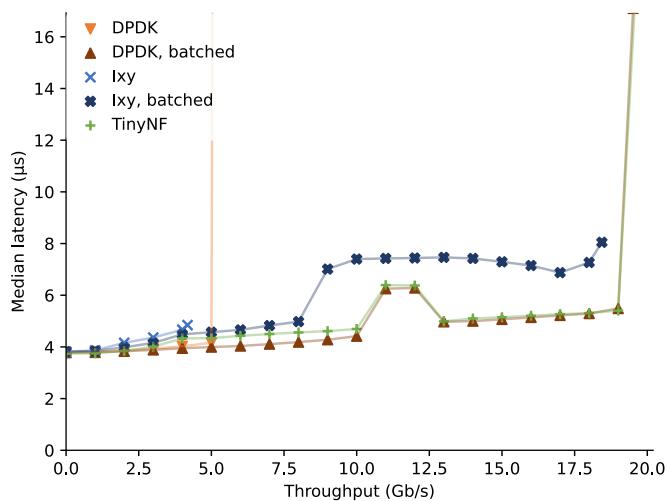 16
14
12
10
8
6
4
2
0
Median latency (μs)
DPDK
DPDK, batched
Ixy
Ixy, batched
TinyNF
0.0 2.5 5.0 7.5 10.0 12.5 15.0 17.5 20.0
Throughput (Gb/s)